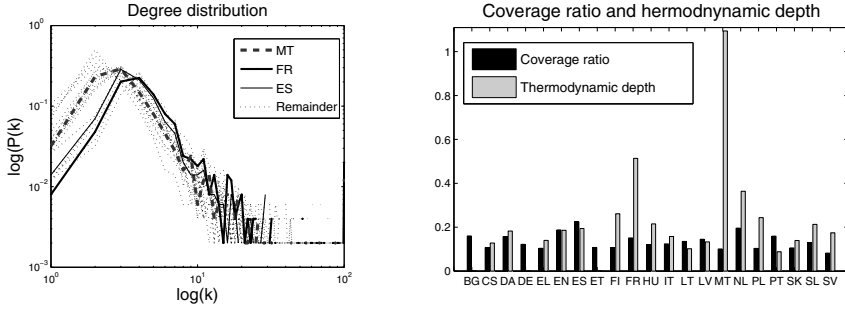 Degree distribution
10^0
10^-1
10^-2
10^-3
log(P(k)
MT
FR
ES
Remainder
10^0
10^1
10^2
log(k)
Coverage ratio and hermodnynamic depth
1
0.8
0.6
0.4
0.2
0
Coverage ratio
Thermodynamic depth
BG CS DA DE EL EN ES ET FI FR HU IT LT LV MT NL PL PT SK SL SV